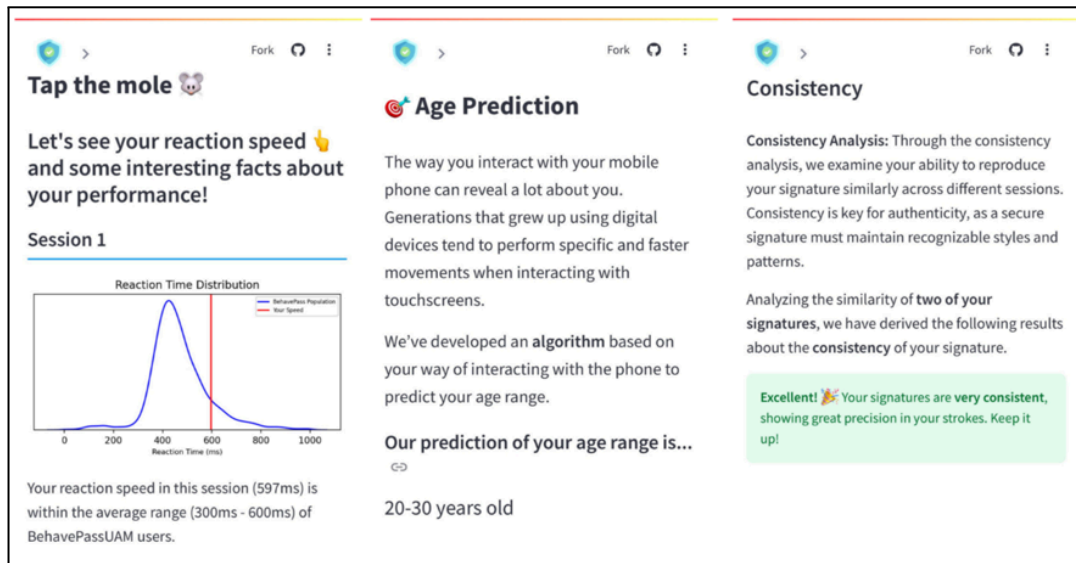 Fork
Tap the mole 🐭
Let's see your reaction speed 👆
and some interesting facts about
your performance!
Session 1
Reaction Time Distribution
BehavePass Population
Your Speed
0 200 400 600 800 1000
Reaction Time (ms)
Your reaction speed in this session (597ms) is
within the average range (300ms - 600ms) of
BehavePassUAM users.
Fork
🎯 Age Prediction
The way you interact with your mobile
phone can reveal a lot about you.
Generations that grew up using digital
devices tend to perform specific and faster
movements when interacting with
touchscreens.
We've developed an algorithm based on
your way of interacting with the phone to
predict your age range.
Our prediction of your age range is...
20-30 years old
Fork
Consistency
Consistency Analysis: Through the consistency
analysis, we examine your ability to reproduce
your signature similarly across different sessions.
Consistency is key for authenticity, as a secure
signature must maintain recognizable styles and
patterns.
Analyzing the similarity of two of your
signatures, we have derived the following results
about the consistency of your signature.
Excellent! 🎉 Your signatures are very consistent,
showing great precision in your strokes. Keep it
up!